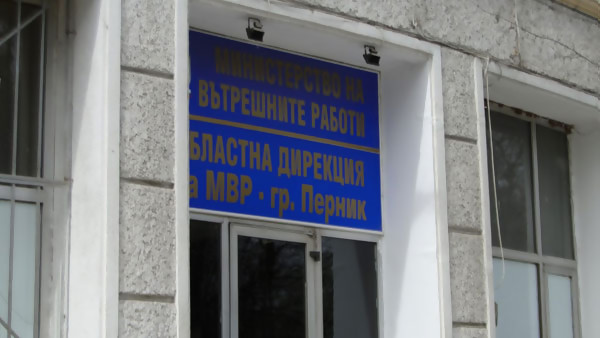 МИНИСТЕРСТВО НА
ВЪТРЕШНИТЕ РАБОТИ
БЛАСТНА ДИРЕКЦИЯ
а МВР - гр. Перник